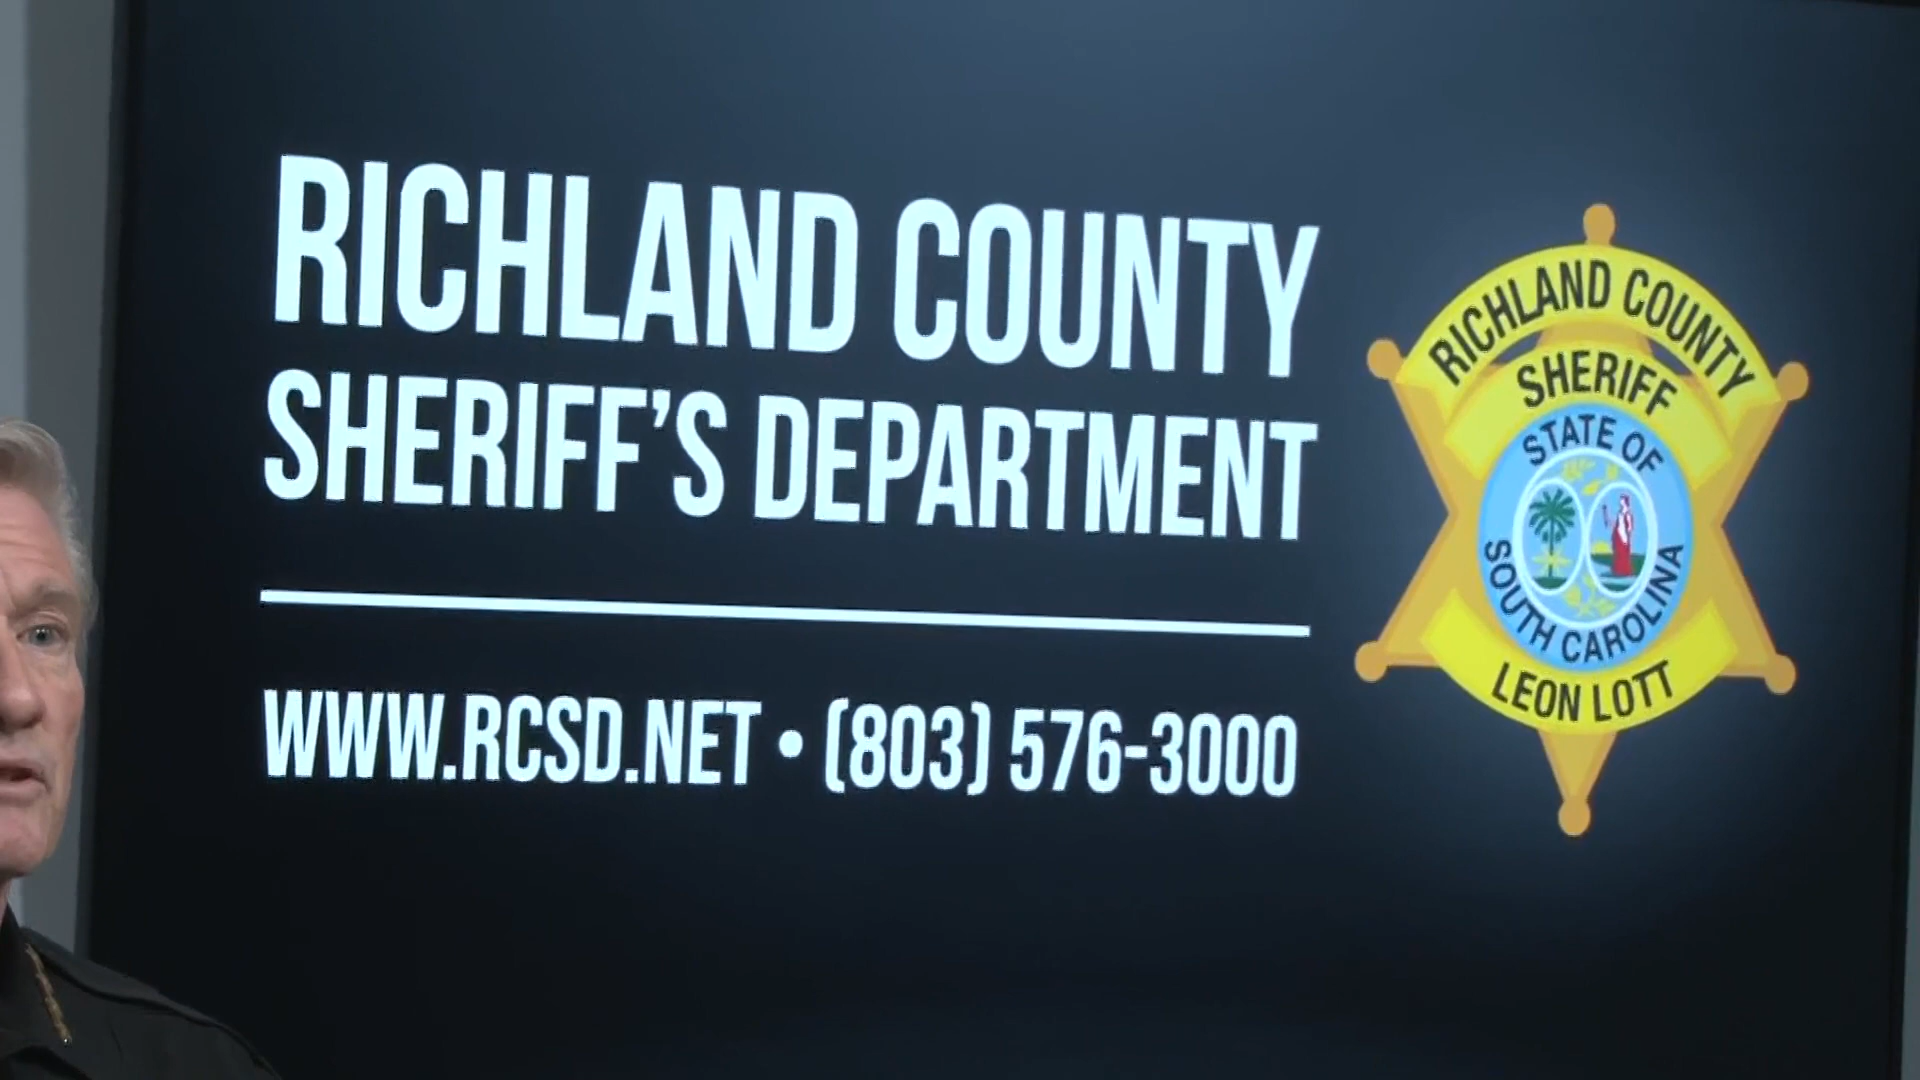 RICHLAND COUNTY
SHERIFF'S DEPARTMENT
WWW.RCSD.NET • (803) 576-3000
RICHLAND COUNTY
SHERIFF
STATE OF
SOUTH CAROLINA
LEON LOTT